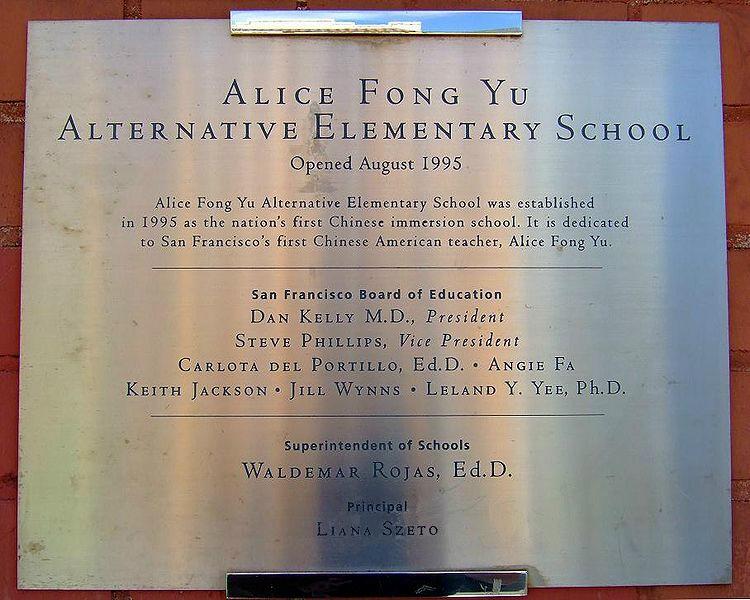 ALICE FONG YU
ALTERNATIVE ELEMENTARY SCHOOL
Opened August 1995
Alice Fong Yu Alternative Elementary School was established
in 1995 as the nation's first Chinese immersion school. It is dedicated
to San Francisco's first Chinese American teacher, Alice Fong Yu.
San Francisco Board of Education
DAN KELLY M.D., President
STEVE PHILLIPS, Vice President
CARLOTA DEL PORTILLO, Ed.D. • ANGIE FA
KEITH JACKSON • JILL WYNNS • LELAND Y. YEE, Ph.D.
Superintendent of Schools
WALDEMAR ROJAS, Ed.D.
Principal
LIANA SZETO